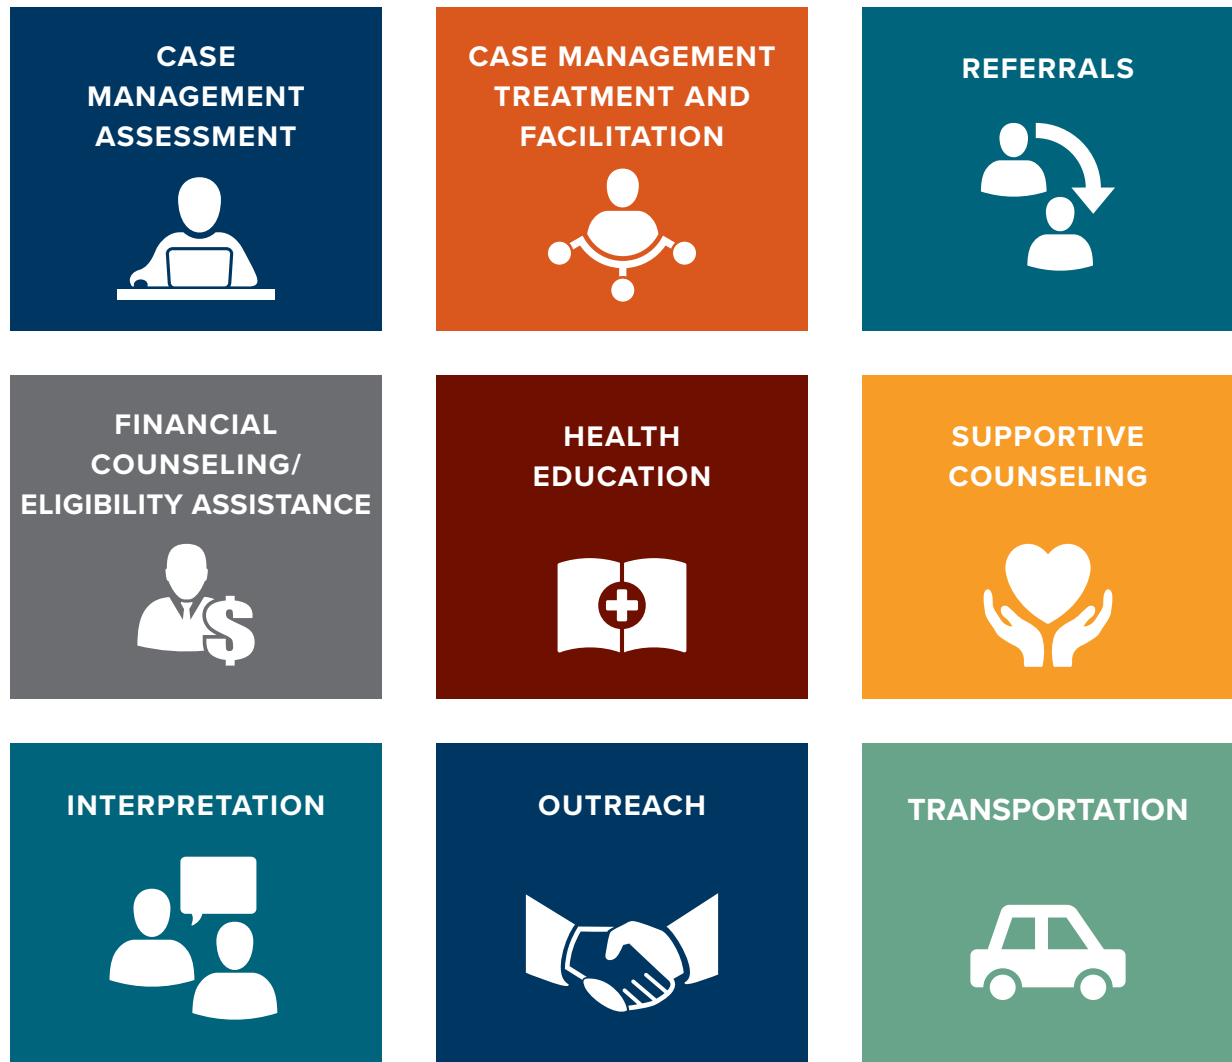 CASE
MANAGEMENT
ASSESSMENT
CASE MANAGEMENT
TREATMENT AND
FACILITATION
REFERRALS
FINANCIAL
COUNSELING/
ELIGIBILITY ASSISTANCE
HEALTH
EDUCATION
SUPPORTIVE
COUNSELING
INTERPRETATION
OUTREACH
TRANSPORTATION